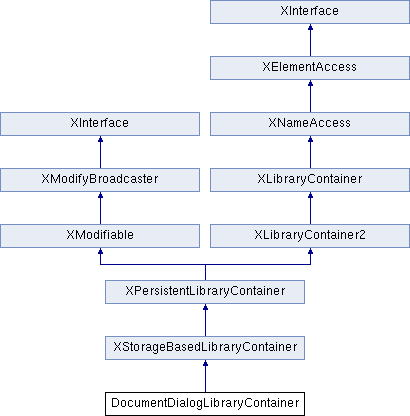 XInterface
XElementAccess
XInterface
XNameAccess
XModifyBroadcaster
XLibraryContainer
XModifiable
XLibraryContainer2
XPersistentLibraryContainer
XStorageBasedLibraryContainer
DocumentDialogLibraryContainer